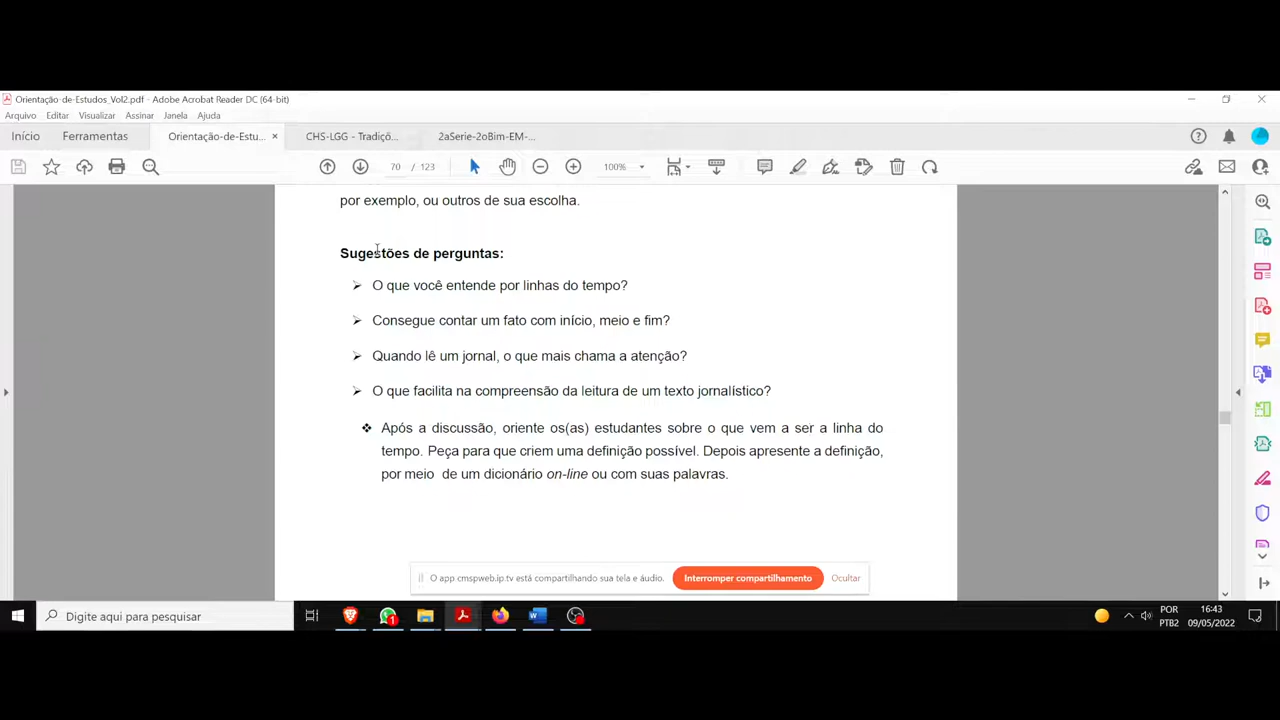 Orientação-de-Estudos_Vol2.pdf - Adobe Acrobat Reader DC (64-bit)
Arquivo Editar Visualizar Assinar Janela Ajuda
Início Ferramentas Orientação-de-Estu... × CHS-LGG - Tradiçõ... 2aSerie-2oBim-EM-...
70 / 123 100%
por exemplo, ou outros de sua escolha.
Sugestões de perguntas:
O que você entende por linhas do tempo?
Consegue contar um fato com início, meio e fim?
Quando lê um jornal, o que mais chama a atenção?
O que facilita na compreensão da leitura de um texto jornalístico?
Após a discussão, oriente os(as) estudantes sobre o que vem a ser a linha do
tempo. Peça para que criem uma definição possível. Depois apresente a definição,
por meio de um dicionário on-line ou com suas palavras.
O app cmspweb.ip.tv está compartilhando sua tela e áudio. Interromper compartilhamento Ocultar
Digite aqui para pesquisar
POR 16:43
PTB2 09/05/2022